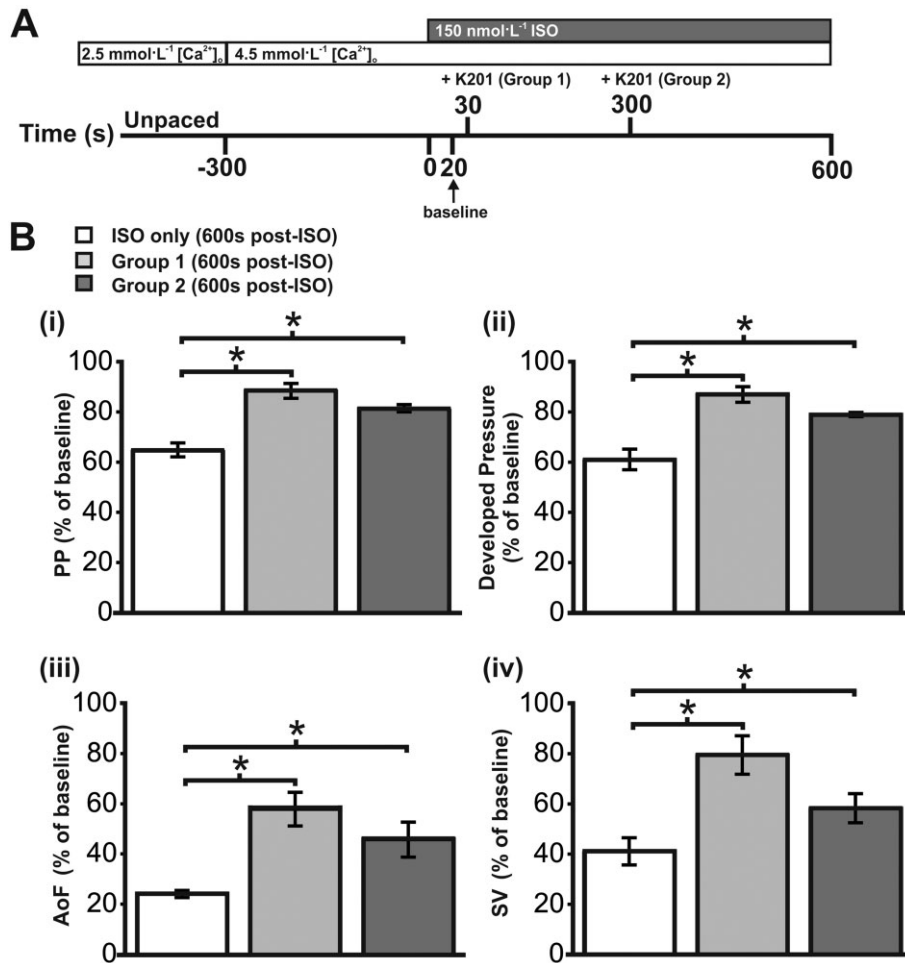 A
150 nmol·L⁻¹ ISO
2.5 mmol·L⁻¹ [Ca²⁺]ₒ 4.5 mmol·L⁻¹ [Ca²⁺]ₒ
+ K201 (Group 1) + K201 (Group 2)
30 300
Time (s) Unpaced
-300 0 20 600
baseline
B
ISO only (600s post-ISO)
Group 1 (600s post-ISO)
Group 2 (600s post-ISO)
(i)
PP (% of baseline)
100
80
60
40
20
0
*
*
(ii)
Developed Pressure
(% of baseline)
100
80
60
40
20
0
*
*
(iii)
AoF (% of baseline)
100
80
60
40
20
0
*
*
(iv)
SV (% of baseline)
100
80
60
40
20
0
*
*